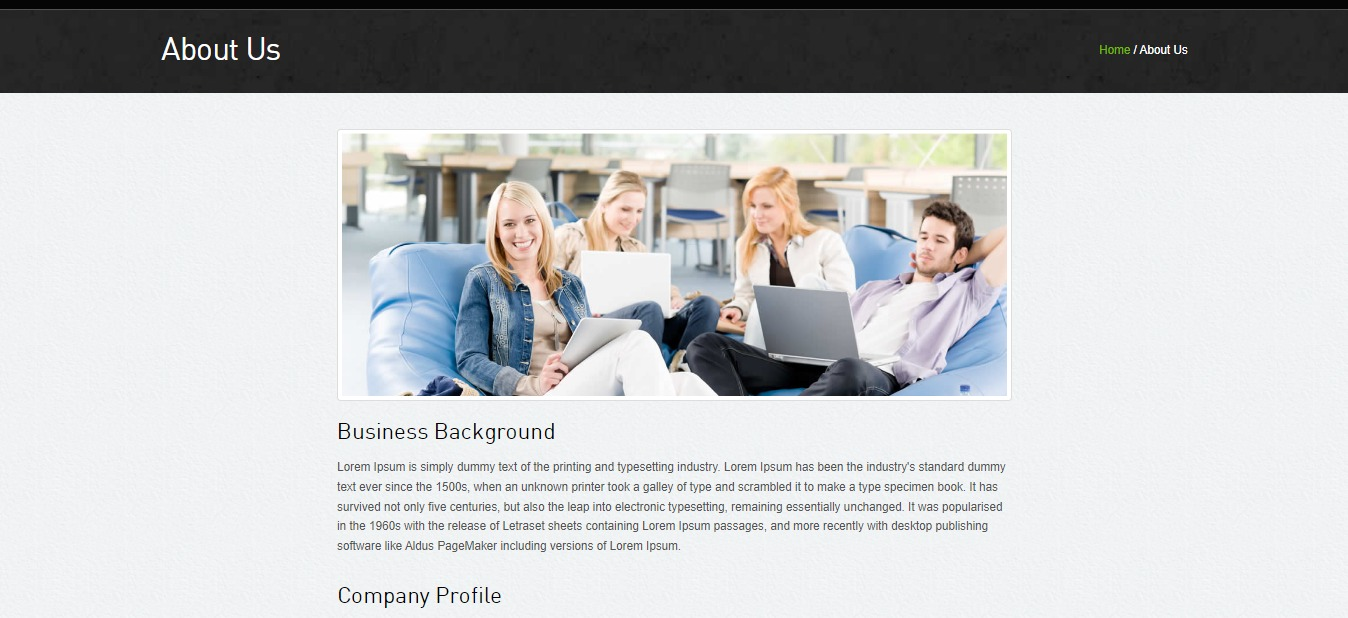 About Us
Home / About Us
Business Background
Lorem Ipsum is simply dummy text of the printing and typesetting industry. Lorem Ipsum has been the industry's standard dummy
text ever since the 1500s, when an unknown printer took a galley of type and scrambled it to make a type specimen book. It has
survived not only five centuries, but also the leap into electronic typesetting, remaining essentially unchanged. It was popularised
in the 1960s with the release of Letraset sheets containing Lorem Ipsum passages, and more recently with desktop publishing
software like Aldus PageMaker including versions of Lorem Ipsum.
Company Profile